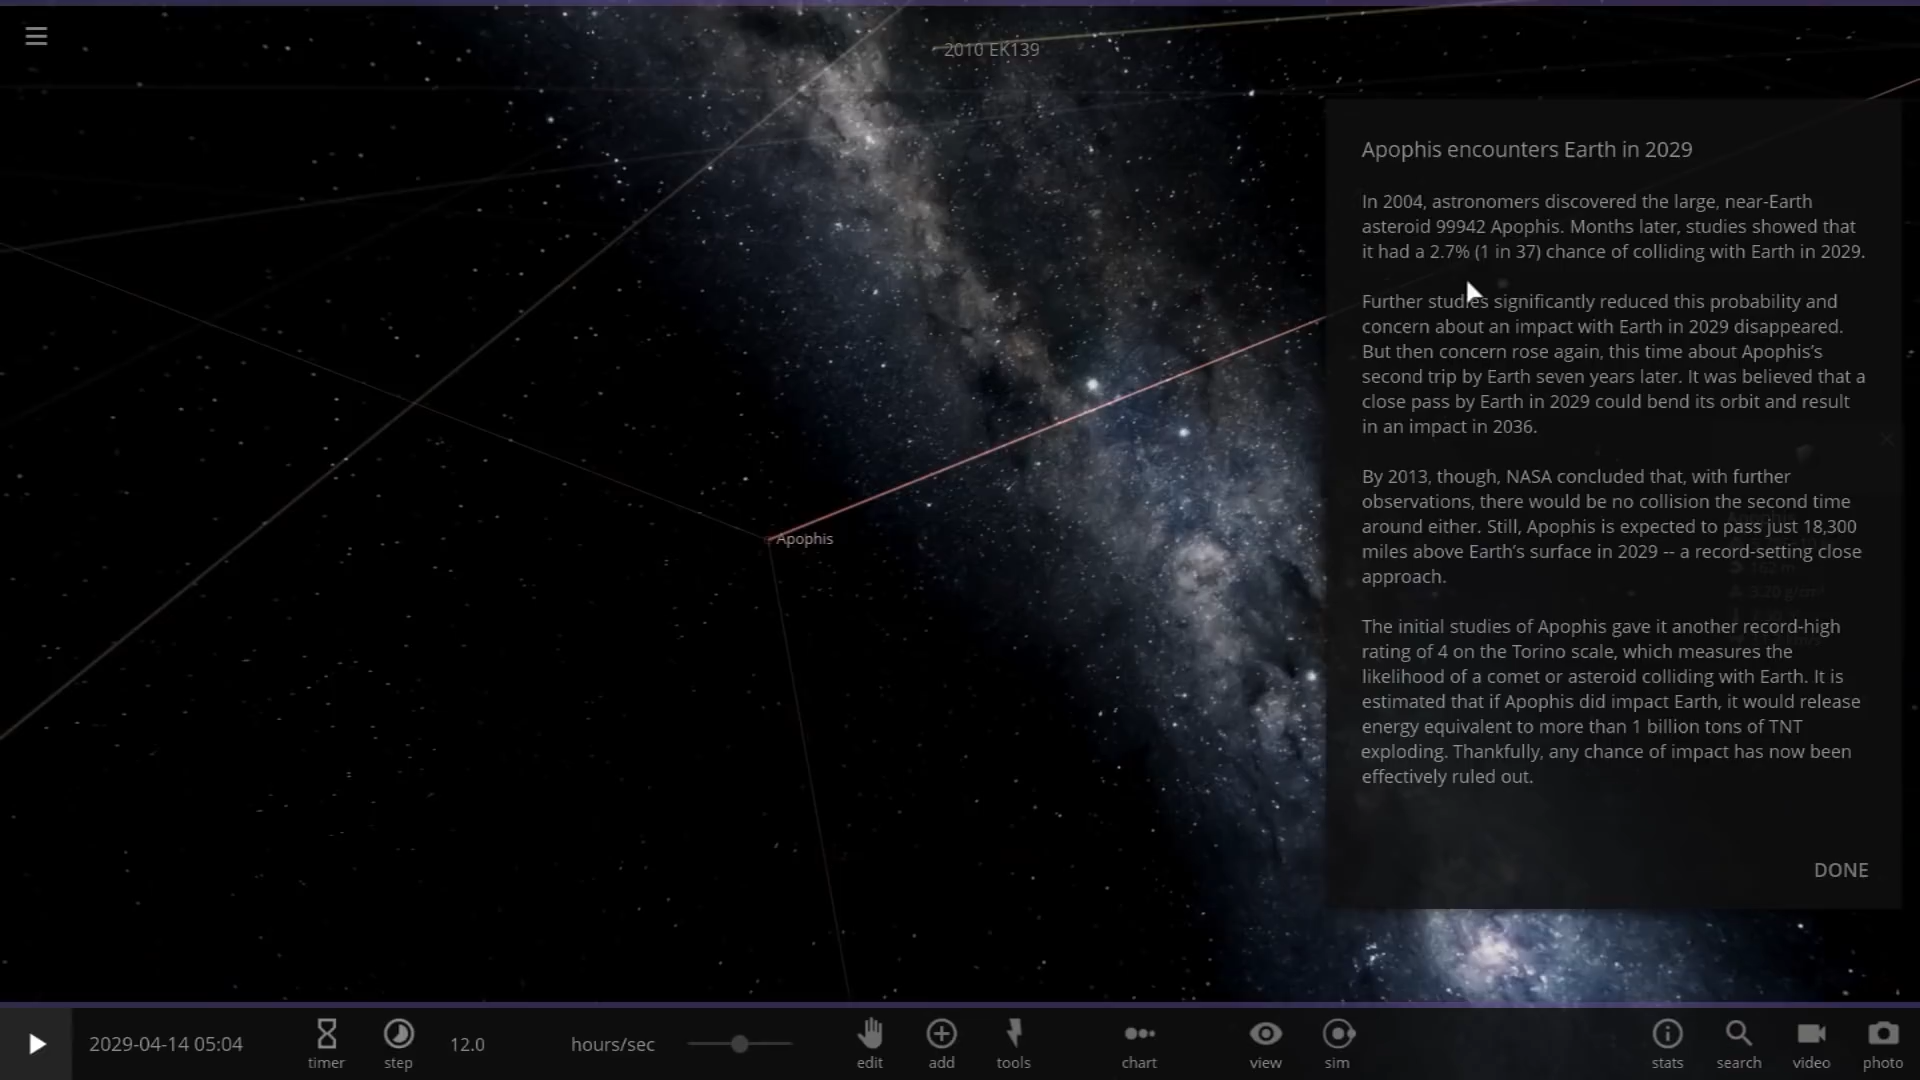 2010 EK139
Apophis encounters Earth in 2029
In 2004, astronomers discovered the large, near-Earth
asteroid 99942 Apophis. Months later, studies showed that
it had a 2.7% (1 in 37) chance of colliding with Earth in 2029.
Further studies significantly reduced this probability and
concern about an impact with Earth in 2029 disappeared.
But then concern rose again, this time about Apophis's
second trip by Earth seven years later. It was believed that a
close pass by Earth in 2029 could bend its orbit and result
in an impact in 2036.
By 2013, though, NASA concluded that, with further
observations, there would be no collision the second time
around either. Still, Apophis is expected to pass just 18,300
miles above Earth's surface in 2029 -- a record-setting close
approach.
The initial studies of Apophis gave it another record-high
rating of 4 on the Torino scale, which measures the
likelihood of a comet or asteroid colliding with Earth. It is
estimated that if Apophis did impact Earth, it would release
energy equivalent to more than 1 billion tons of TNT
exploding. Thankfully, any chance of impact has now been
effectively ruled out.
DONE
Apophis
162 m
3.20 g/cm³
2029-04-14 05:04
timer
step
12.0
hours/sec
edit
add
tools
chart
view
sim
stats
search
video
photo